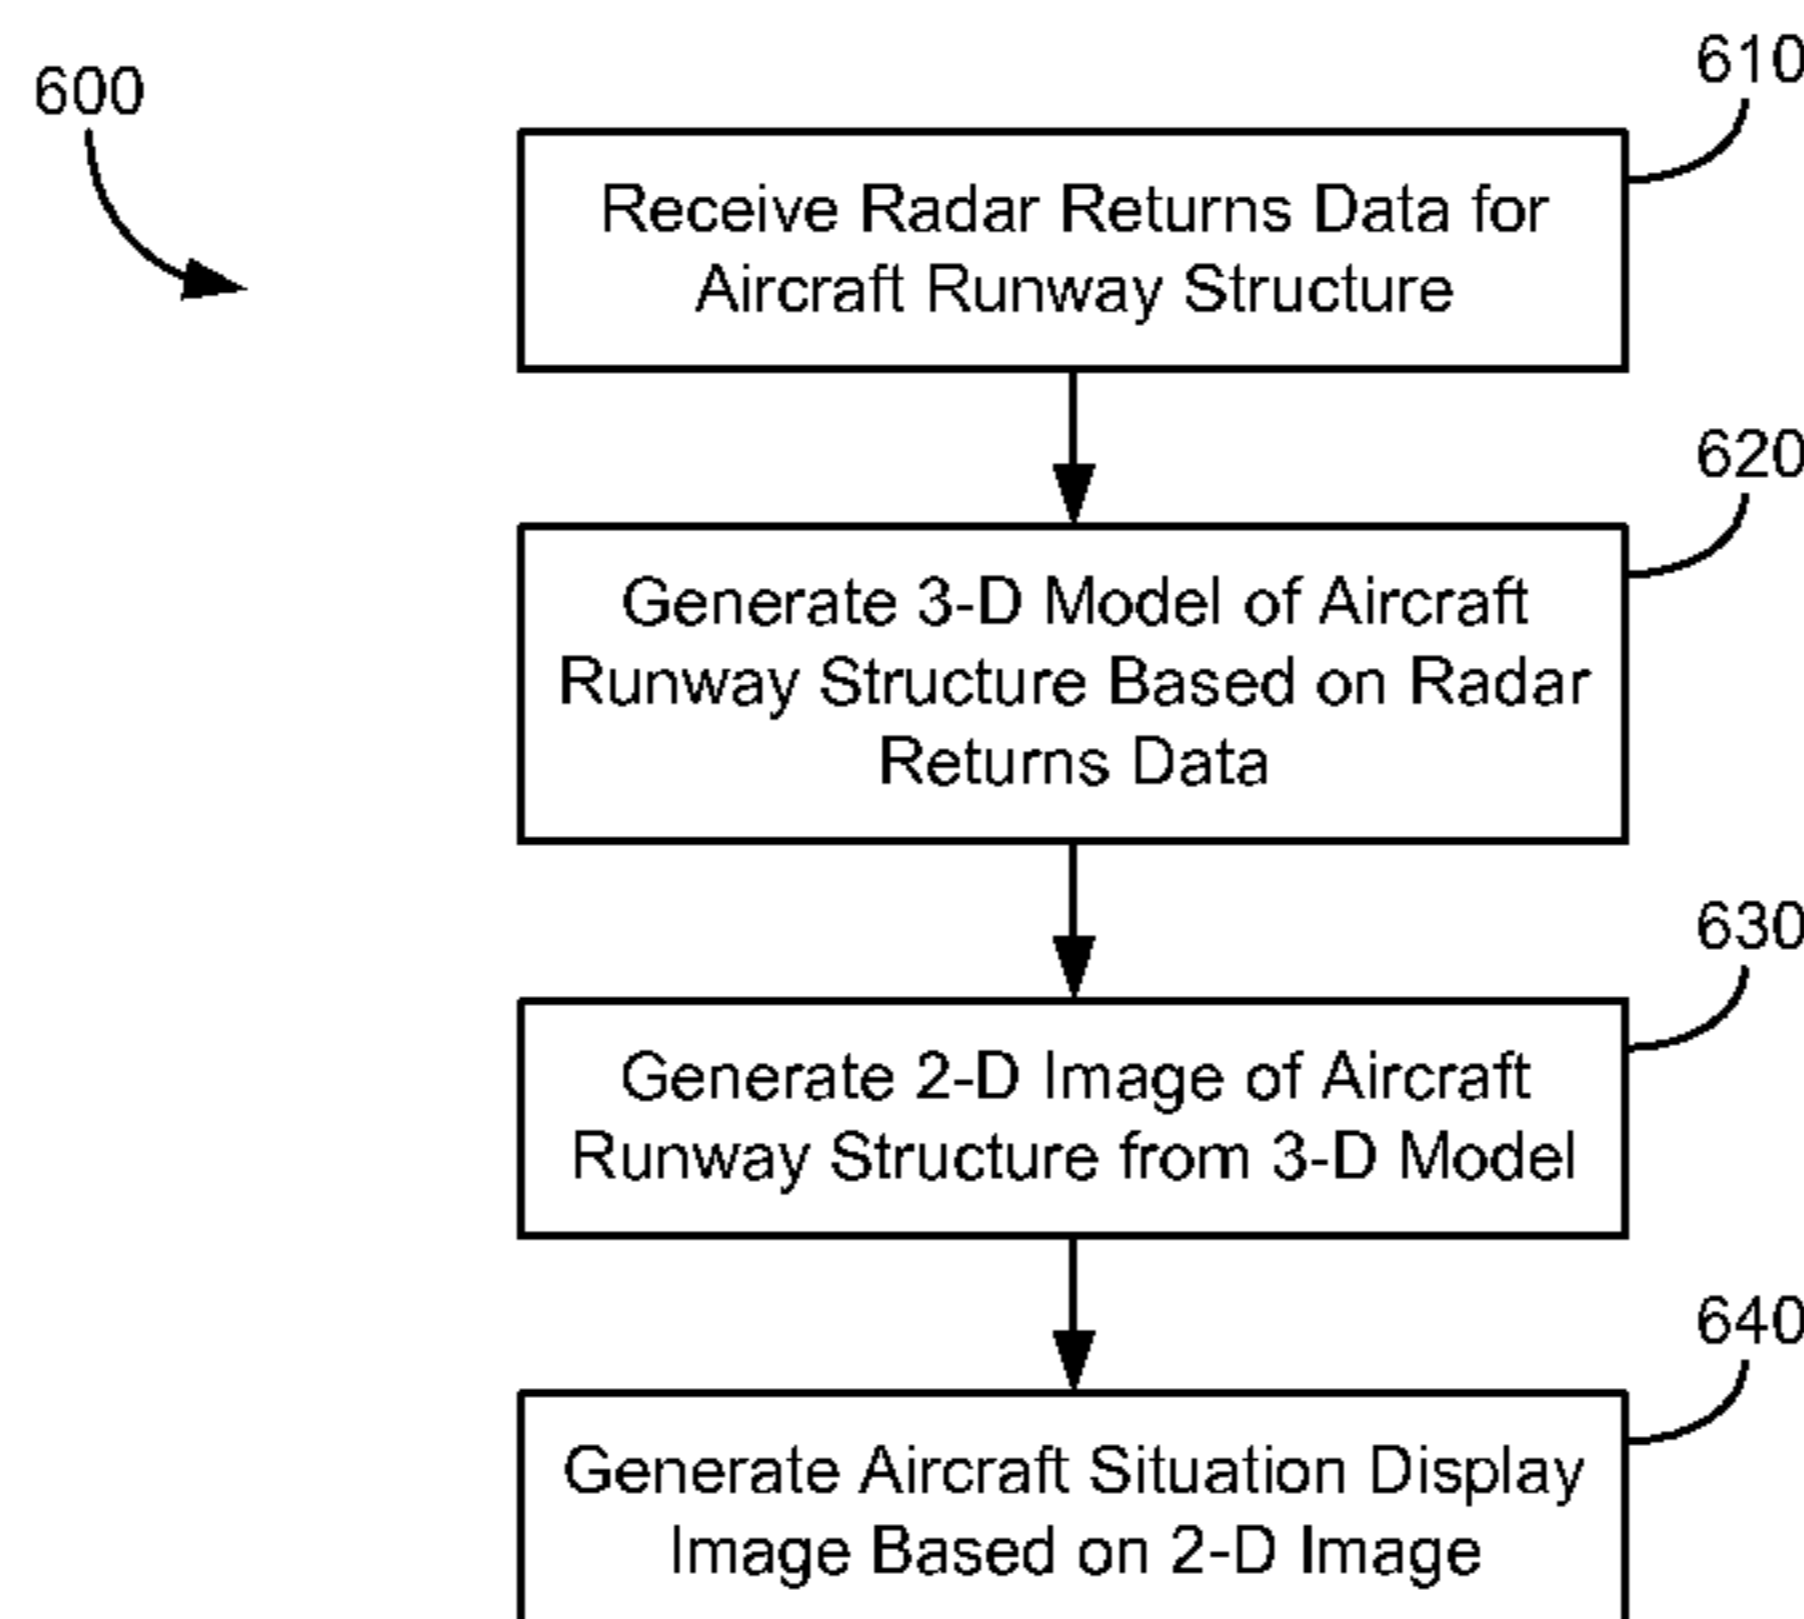 600
610
Receive Radar Returns Data for
Aircraft Runway Structure
620
Generate 3-D Model of Aircraft
Runway Structure Based on Radar
Returns Data
630
Generate 2-D Image of Aircraft
Runway Structure from 3-D Model
640
Generate Aircraft Situation Display
Image Based on 2-D Image